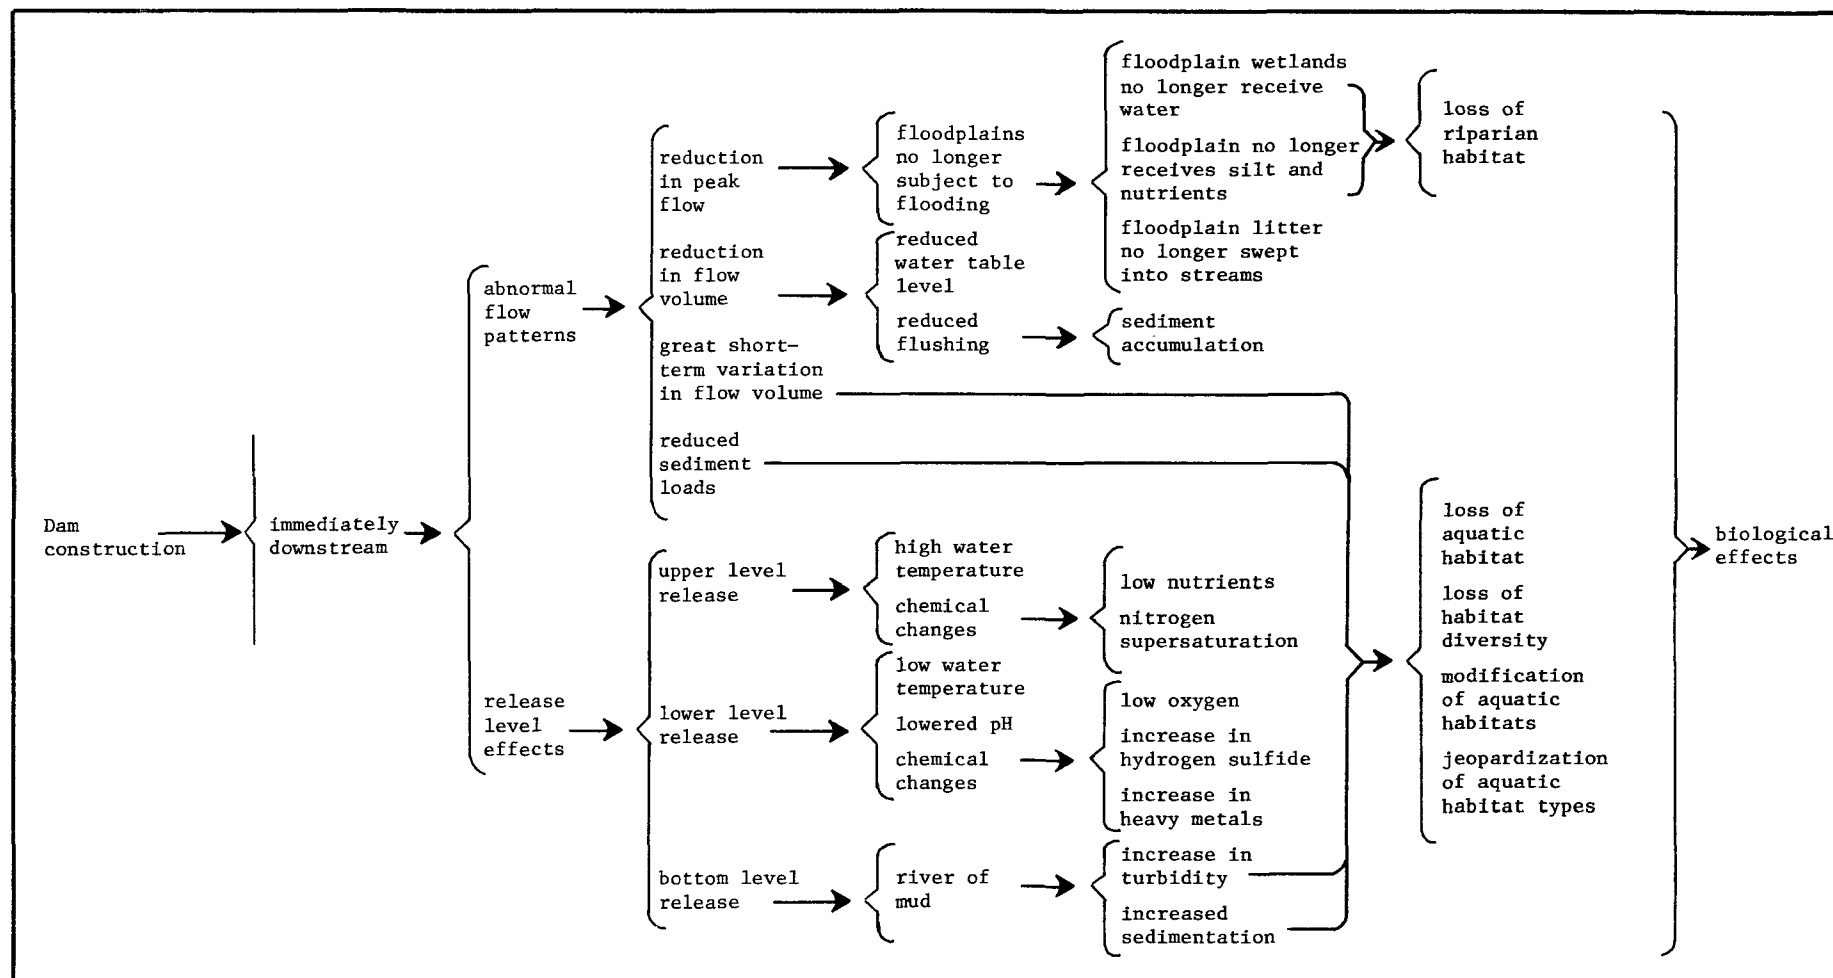 Dam
construction
immediately
downstream
abnormal
flow
patterns
release
level
effects
reduction
in peak
flow
reduction
in flow
volume
great short-
term variation
in flow volume
reduced
sediment
loads
upper level
release
lower level
release
bottom level
release
floodplains
no longer
subject to
flooding
reduced
water table
level
reduced
flushing
high water
temperature
chemical
changes
low water
temperature
lowered pH
chemical
changes
river of
mud
floodplain wetlands
no longer receive
water
floodplain no longer
receives silt and
nutrients
floodplain litter
no longer swept
into streams
sediment
accumulation
low nutrients
nitrogen
supersaturation
low oxygen
increase in
hydrogen sulfide
increase in
heavy metals
increase in
turbidity
increased
sedimentation
loss of
riparian
habitat
loss of
aquatic
habitat
loss of
habitat
diversity
modification
of aquatic
habitats
jeopardization
of aquatic
habitat types
biological
effects